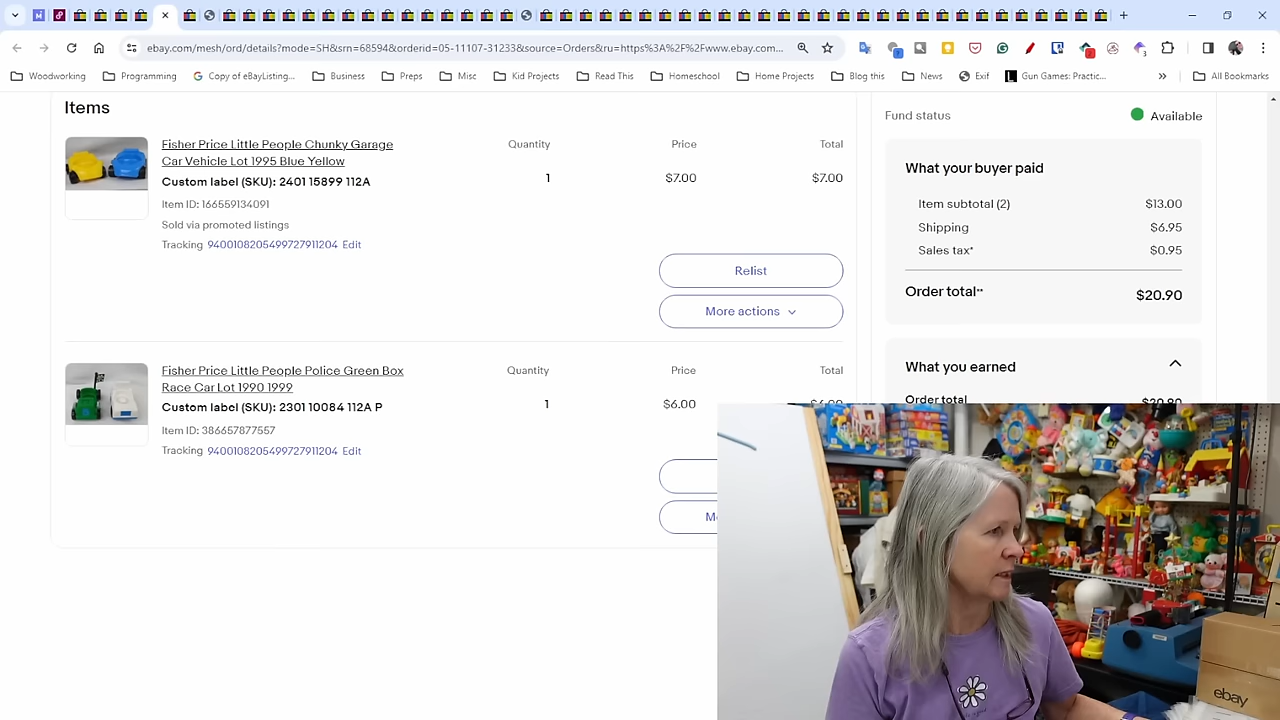 ebay.com/mesh/ord/details?mode=SH&srn=68594&orderid=05-11107-31233&source=Orders&ru=https%3A%2F%2Fwww.ebay.com...
Woodworking
Programming
Copy of eBayListing...
Business
Preps
Misc
Kid Projects
Read This
Homeschool
Home Projects
Blog this
News
Exif
Gun Games: Practic...
All Bookmarks
Items
Fisher Price Little People Chunky Garage
Car Vehicle Lot 1995 Blue Yellow
Custom label (SKU): 2401 15899 112A
Item ID: 166559134091
Sold via promoted listings
Tracking 9400108205499727911204 Edit
Quantity
1
Price
$7.00
Total
$7.00
Relist
More actions
Fisher Price Little People Police Green Box
Race Car Lot 1990 1999
Custom label (SKU): 2301 10084 112A P
Item ID: 386657877557
Tracking 9400108205499727911204 Edit
Quantity
1
Price
$6.00
Total
Fund status
Available
What your buyer paid
Item subtotal (2) $13.00
Shipping $6.95
Sales tax* $0.95
Order total** $20.90
What you earned
Order total $20.90
ebay